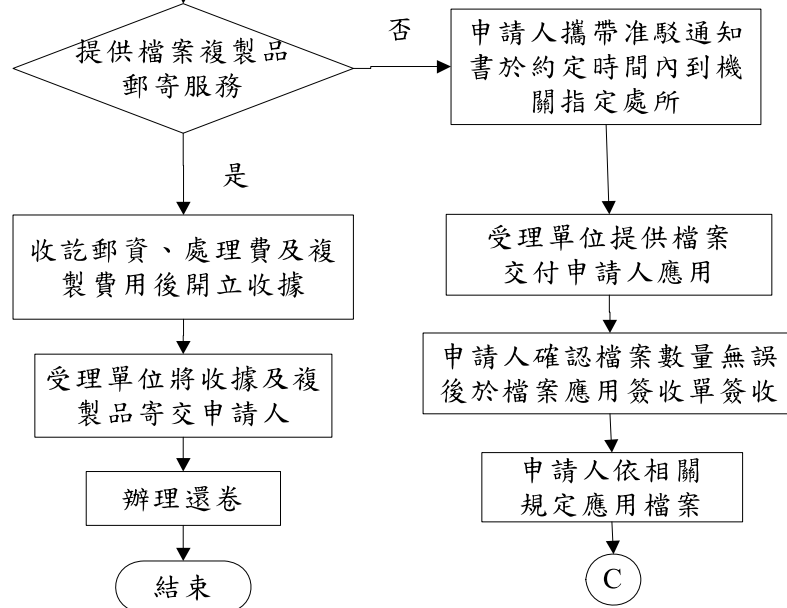 提供檔案複製品
郵寄服務
否
申請人攜帶准駁通知
書於約定時間內到機
關指定處所
是
收訖郵資、處理費及複
製費用後開立收據
受理單位將收據及複
製品寄交申請人
辦理還卷
結束
受理單位提供檔案
交付申請人應用
申請人確認檔案數量無誤
後於檔案應用簽收單簽收
申請人依相關
規定應用檔案
C